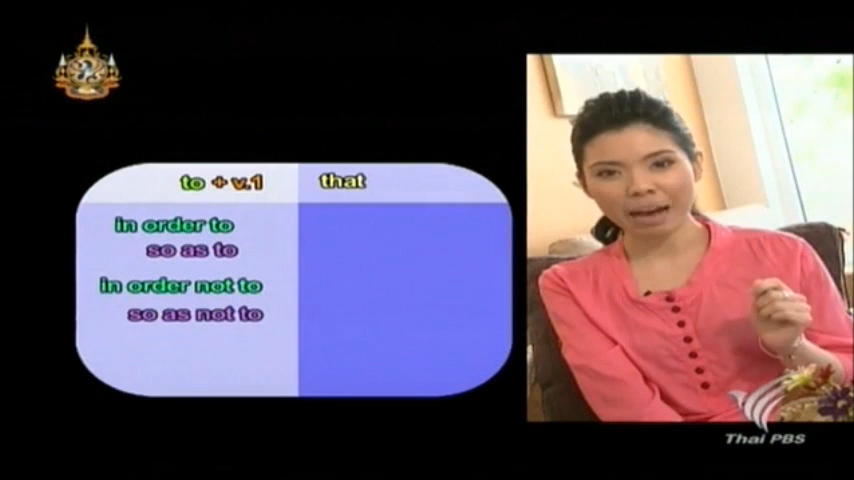 to + v.1
that
in order to
so as to
in order not to
so as not to
Thai PBS